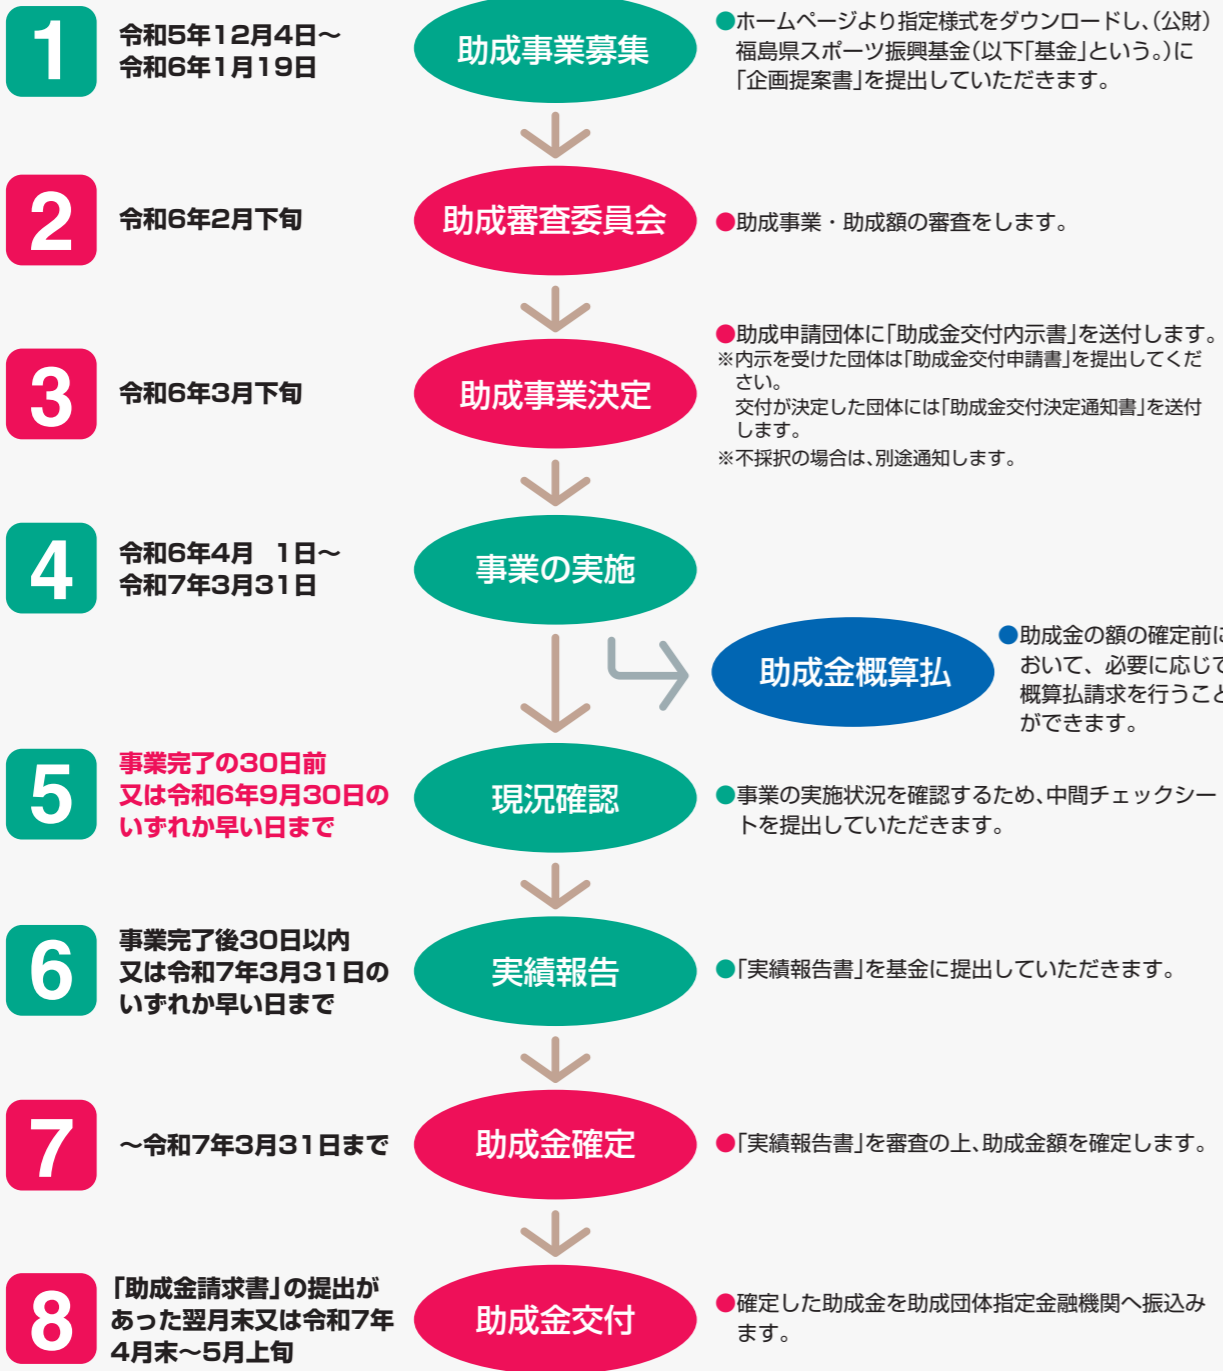 1
令和5年12月4日～
令和6年1月19日
助成事業募集
●ホームページより指定様式をダウンロードし、（公財）
福島県スポーツ振興基金（以下「基金」という。）に
「企画提案書」を提出していただきます。
2
令和6年2月下旬
助成審査委員会
●助成事業・助成額の審査をします。
3
令和6年3月下旬
助成事業決定
●助成申請団体に「助成金交付内示書」を送付します。
※内示を受けた団体は「助成金交付申請書」を提出してくだ
さい。
交付が決定した団体には「助成金交付決定通知書」を送付
します。
※不採択の場合は、別途通知します。
4
令和6年4月　1日～
令和7年3月31日
事業の実施
助成金概算払
●助成金の額の確定前に
おいて、必要に応じて
概算払請求を行うこと
ができます。
5
事業完了の30日前
又は令和6年9月30日の
いずれか早い日まで
現況確認
●事業の実施状況を確認するため、中間チェックシー
トを提出していただきます。
6
事業完了後30日以内
又は令和7年3月31日の
いずれか早い日まで
実績報告
●「実績報告書」を基金に提出していただきます。
7
～令和7年3月31日まで
助成金確定
●「実績報告書」を審査の上、助成金額を確定します。
8
「助成金請求書」の提出が
あった翌月末又は令和7年
4月末～5月上旬
助成金交付
●確定した助成金を助成団体指定金融機関へ振込み
ます。